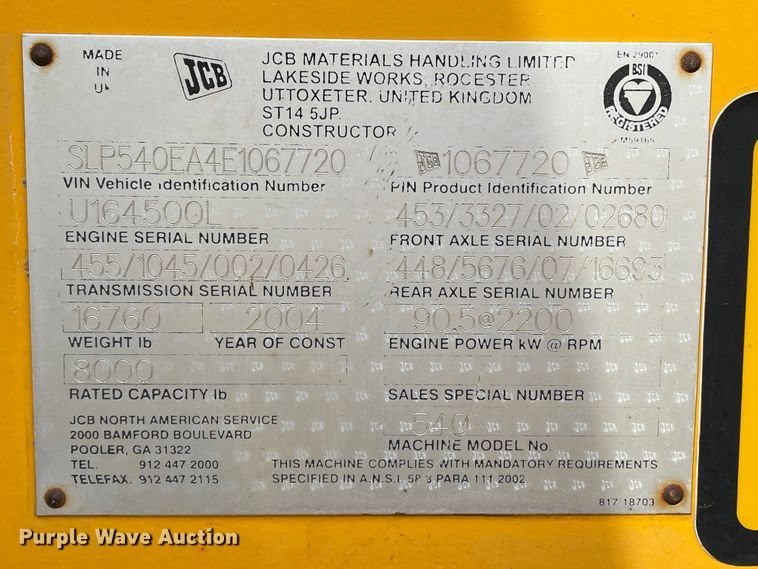 MADE
IN
UK
JCB
JCB MATERIALS HANDLING LIMITED
LAKESIDE WORKS, ROCESTER
UTTOXETER, UNITED KINGDOM
ST14 5JP
CONSTRUCTOR
EN 29001
BSI
REGISTERED
SLP540EA4E1067720
VIN Vehicle Identification Number
JCB 1067720 JCB
PIN Product Identification Number
U164500L
ENGINE SERIAL NUMBER
453/3327/02/02680
FRONT AXLE SERIAL NUMBER
455/1045/002/0426
TRANSMISSION SERIAL NUMBER
448/5676/07/16693
REAR AXLE SERIAL NUMBER
16760
WEIGHT lb
2004
YEAR OF CONST
90.5@2200
ENGINE POWER kW @ RPM
8000
RATED CAPACITY lb
SALES SPECIAL NUMBER
540
MACHINE MODEL No.
JCB NORTH AMERICAN SERVICE
2000 BAMFORD BOULEVARD
POOLER, GA 31322
TEL. 912 447 2000
TELEFAX. 912 447 2115
THIS MACHINE COMPLIES WITH MANDATORY REQUIREMENTS
SPECIFIED IN A.N.S.I. PARA 111 2002
817 18703
Purple Wave Auction